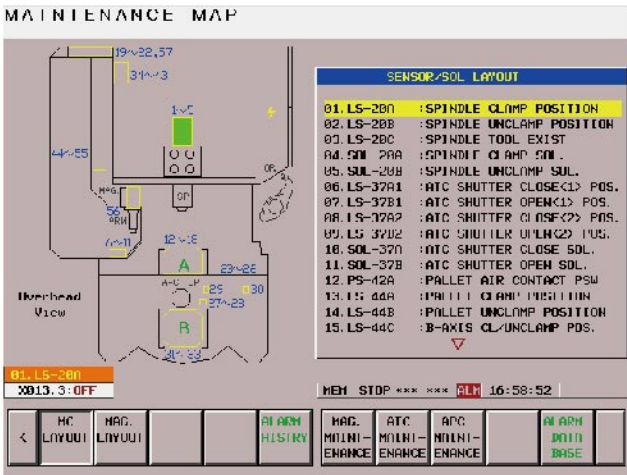 MAINTENANCE MAP
19~22,57
31~43
1~5
44~55
MAG.
56
ARM
6~11
SP
OP.
12~18
A
A-C
23~26
29
30
27~28
B
31~33
Overhead
View
SENSOR/SOL LAYOUT
01.LS-20A :SPINDLE CLAMP POSITION
02.LS-20B :SPINDLE UNCLAMP POSITION
03.LS-20C :SPINDLE TOOL EXIST
04.SOL-20A :SPINDLE CLAMP SOL.
05.SOL-20B :SPINDLE UNCLAMP SOL.
06.LS-37A1 :ATC SHUTTER CLOSE<1> POS.
07.LS-37B1 :ATC SHUTTER OPEN<1> POS.
08.LS-37A2 :ATC SHUTTER CLOSE<2> POS.
09.LS-37B2 :ATC SHUTTER OPEN<2> POS.
10.SOL-37A :ATC SHUTTER CLOSE SOL.
11.SOL-37B :ATC SHUTTER OPEN SOL.
12.PS-42A :PALLET AIR CONTACT PSW
13.LS-44A :PALLET CLAMP POSITION
14.LS-44B :PALLET UNCLAMP POSITION
15.LS-44C :B-AXIS CL/UNCLAMP POS.
01.LS-20A
X013.3:OFF
MEM STOP *** *** ALM 16:58:52
< MC LAYOUT
MAG. LAYOUT
ALARM HISTRY
MAG. MAINT-ENANCE
ATC MAINT-ENANCE
APC MAINT-ENANCE
ALARM DATA BASE